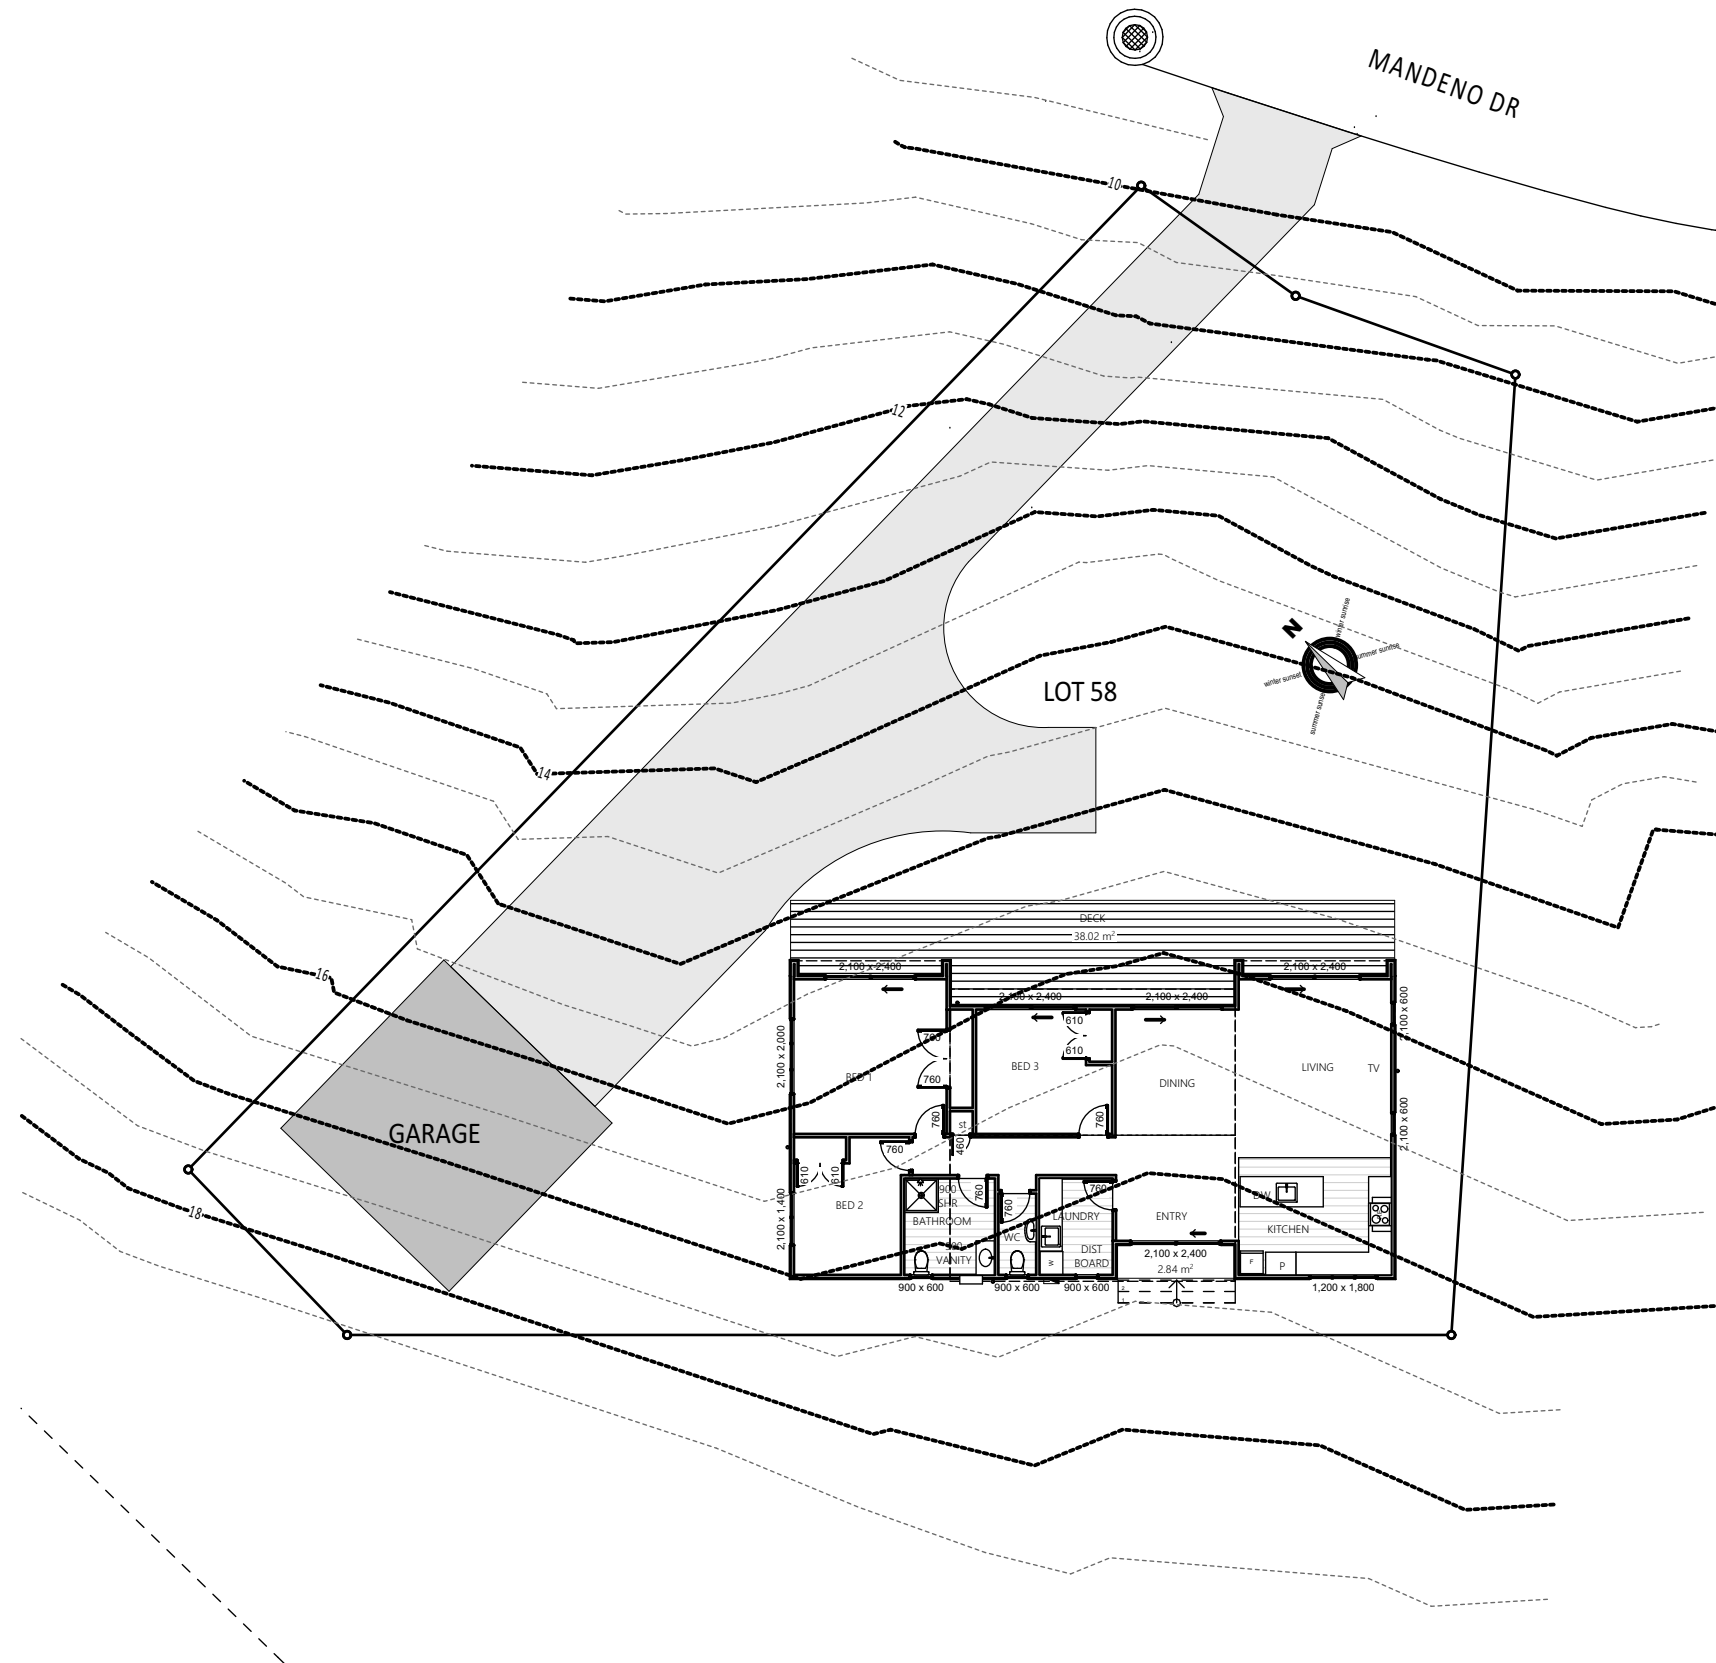 MANDENO DR
10
12
N
winter sunrise
summer sunrise
winter sunset
summer sunset
LOT 58
14
16
18
GARAGE
DECK
38.02 m²
2,100 x 2,400
2,100 x 2,400
2,100 x 2,400
2,100 x 2,400
2,100 x 600
2,100 x 2,000
610
610
760
760
BED 1
BED 3
DINING
LIVING
TV
760
st
760
2,100 x 600
760
460
610
610
900
SHR
760
760
760
BED 2
BATHROOM
LAUNDRY
ENTRY
DW
KITCHEN
2,100 x 1,400
WC
VANITY
DIST
BOARD
W
2,100 x 2,400
2.84 m²
F
P
900 x 600
900 x 600
900 x 600
1,200 x 1,800